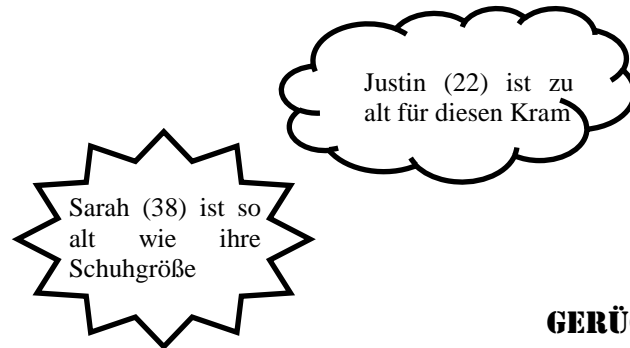 Justin (22) ist zu
alt für diesen Kram
Sarah (38) ist so
alt wie ihre
Schuhgröße
GERÜ